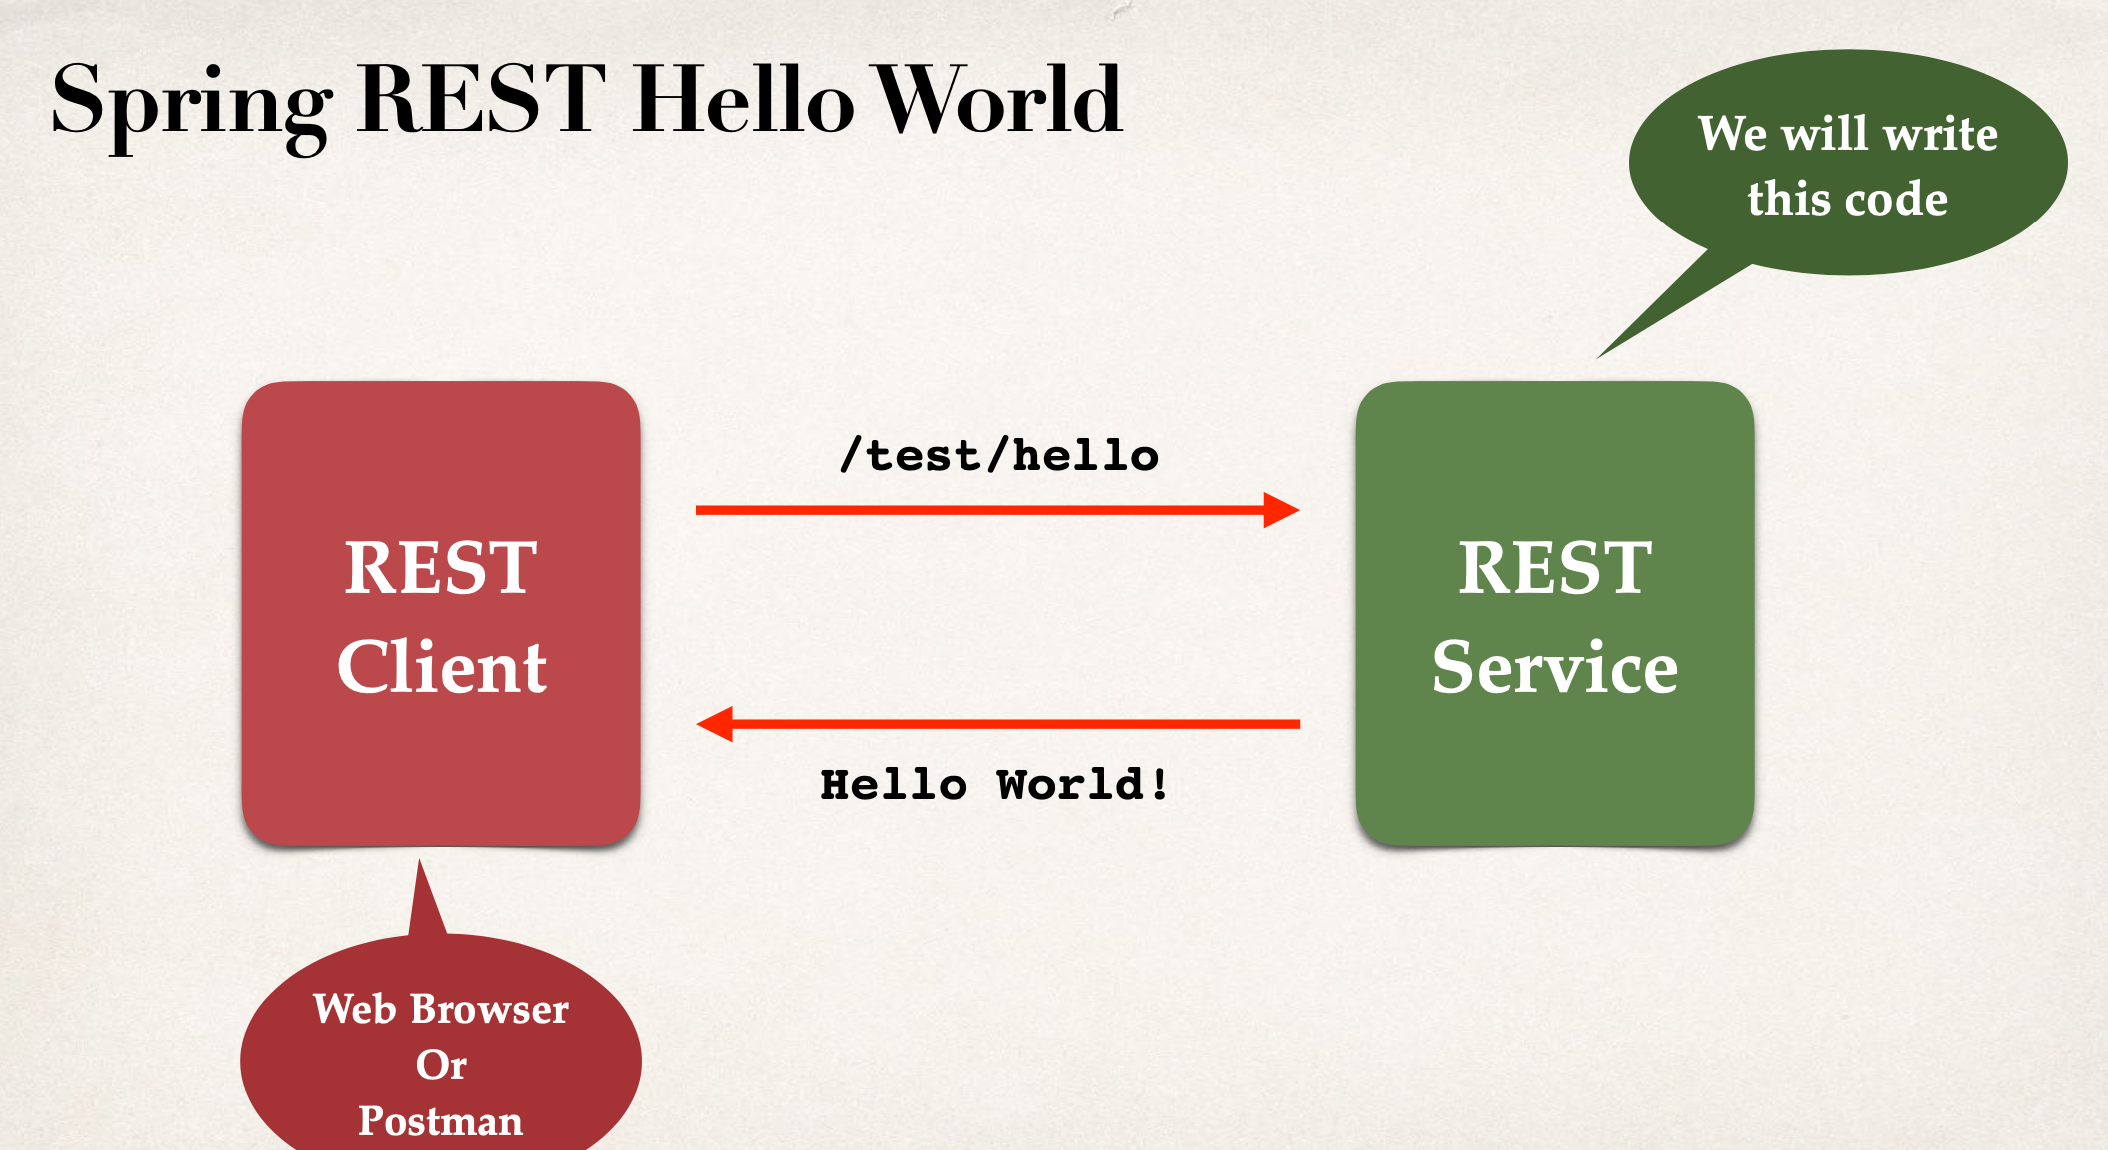 Spring REST Hello World
We will write
this code
/test/hello
REST
Client
REST
Service
Hello World!
Web Browser
Or
Postman